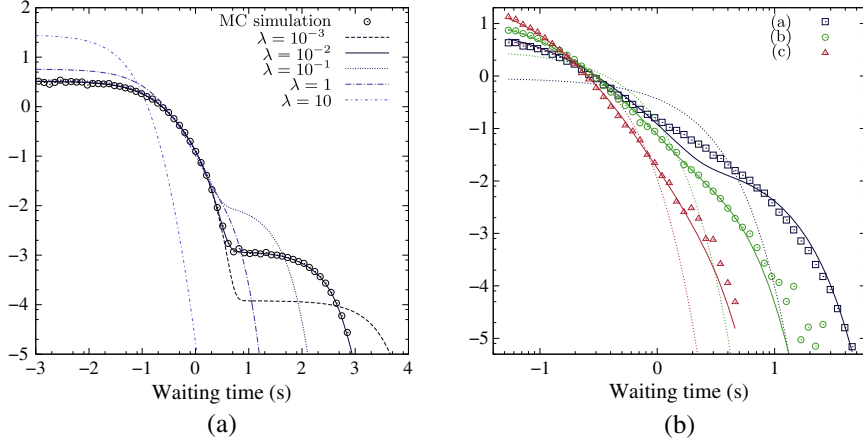 2
1
0
−1
−2
−3
−4
−5
−3
−2
−1
0
1
2
3
4
MC simulation
λ = 10⁻³
λ = 10⁻²
λ = 10⁻¹
λ = 1
λ = 10
Waiting time (s)
(a)
1
0
−1
−2
−3
−4
−5
−1
0
1
(a)
(b)
(c)
Waiting time (s)
(b)